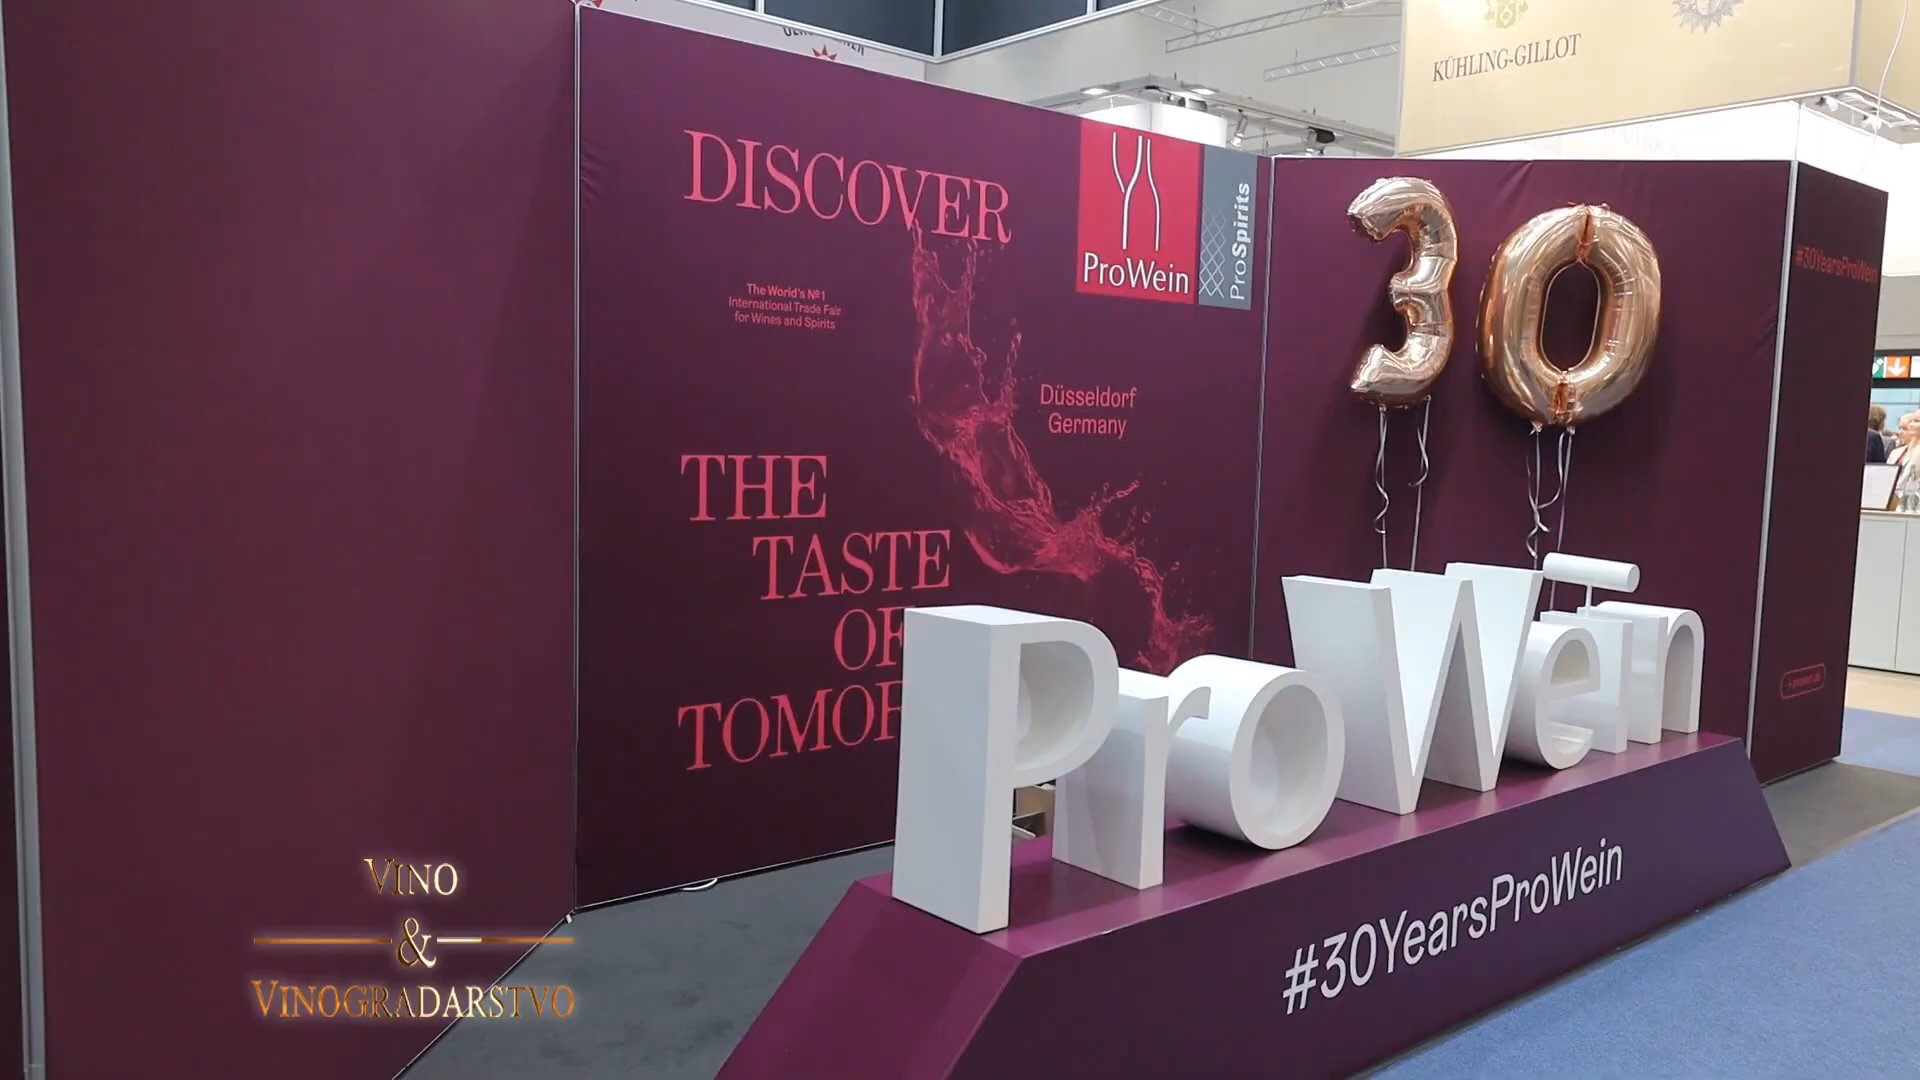 KÜHLING-GILLOT
DISCOVER
The World's №1
International Trade Fair
for Wines and Spirits
ProWein
ProSpirits
Düsseldorf
Germany
THE
TASTE
OF
TOMOR
30
#30YearsProWein
ProWein
#30YearsProWein
VINO
&
VINOGRADARSTVO